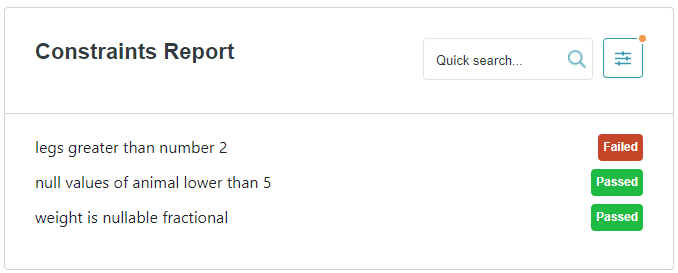 Constraints Report
Quick search...
legs greater than number 2 Failed
null values of animal lower than 5 Passed
weight is nullable fractional Passed